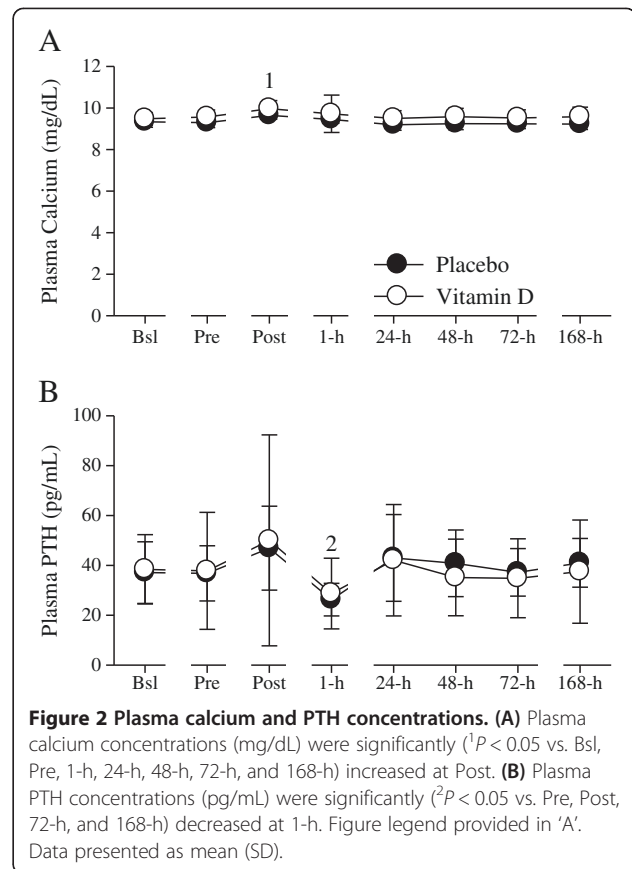 A
12
10
8
6
4
2
0
Plasma Calcium (mg/dL)
1
Placebo
Vitamin D
Bsl Pre Post 1-h 24-h 48-h 72-h 168-h
B
100
80
60
40
20
0
Plasma PTH (pg/mL)
2
Bsl Pre Post 1-h 24-h 48-h 72-h 168-h
Figure 2 Plasma calcium and PTH concentrations. (A) Plasma
calcium concentrations (mg/dL) were significantly (¹P < 0.05 vs. Bsl,
Pre, 1-h, 24-h, 48-h, 72-h, and 168-h) increased at Post. (B) Plasma
PTH concentrations (pg/mL) were significantly (²P < 0.05 vs. Pre, Post,
72-h, and 168-h) decreased at 1-h. Figure legend provided in ‘A’.
Data presented as mean (SD).